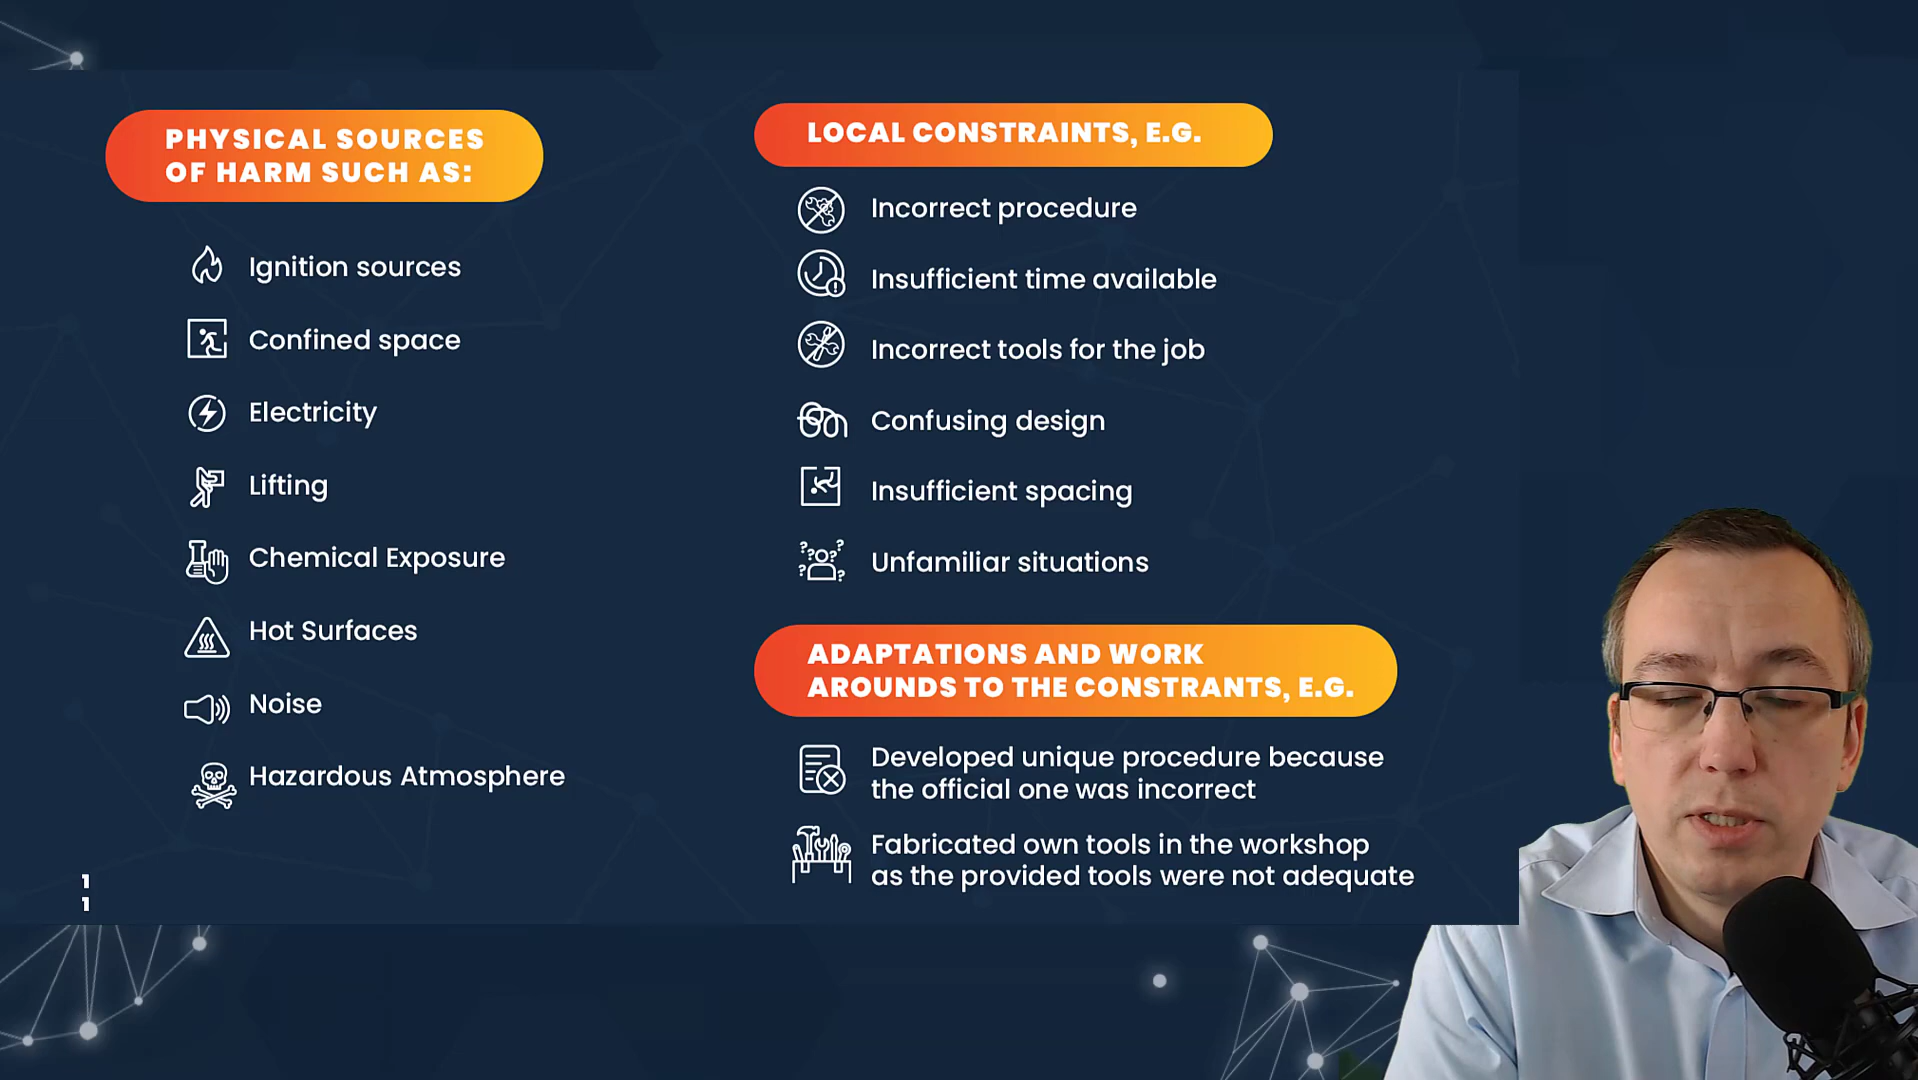 PHYSICAL SOURCES
OF HARM SUCH AS:
Ignition sources
Confined space
Electricity
Lifting
Chemical Exposure
Hot Surfaces
Noise
Hazardous Atmosphere
1
1
LOCAL CONSTRAINTS, E.G.
Incorrect procedure
Insufficient time available
Incorrect tools for the job
Confusing design
Insufficient spacing
Unfamiliar situations
ADAPTATIONS AND WORK
AROUNDS TO THE CONSTRANTS, E.G.
Developed unique procedure because
the official one was incorrect
Fabricated own tools in the workshop
as the provided tools were not adequate